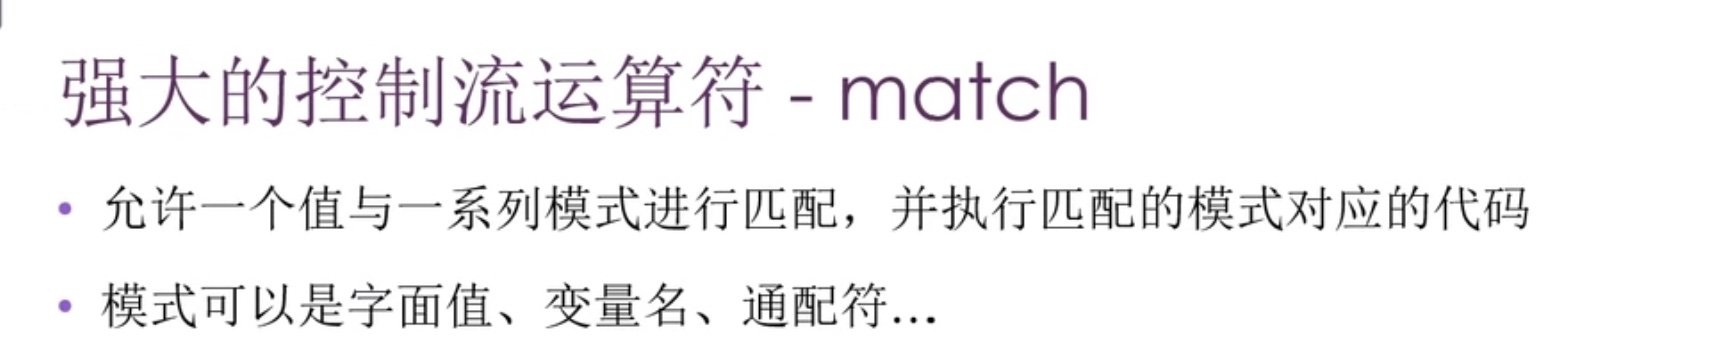 强大的控制流运算符 - match
• 允许一个值与一系列模式进行匹配，并执行匹配的模式对应的代码
• 模式可以是字面值、变量名、通配符…